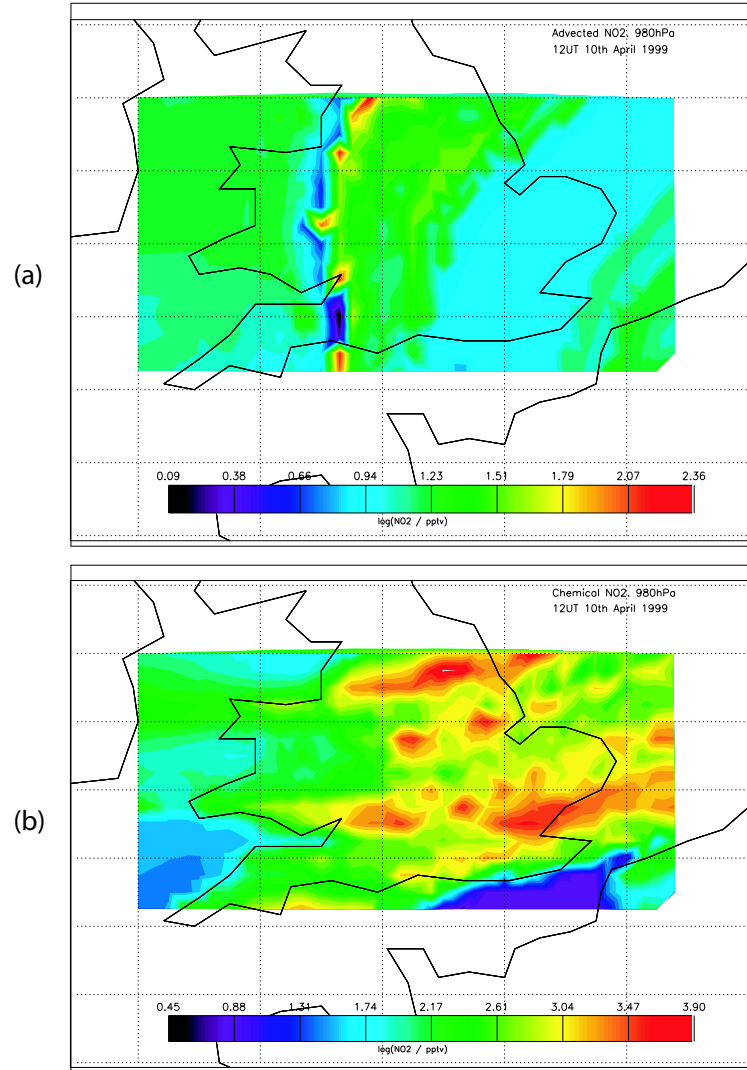 Advected NO2, 980hPa
12UT 10th April 1999
(a)
0.09 0.38 0.66 0.94 1.23 1.51 1.79 2.07 2.36
log(NO2 / pptv)
Chemical NO2, 980hPa
12UT 10th April 1999
(b)
0.45 0.88 1.31 1.74 2.17 2.61 3.04 3.47 3.90
log(NO2 / pptv)